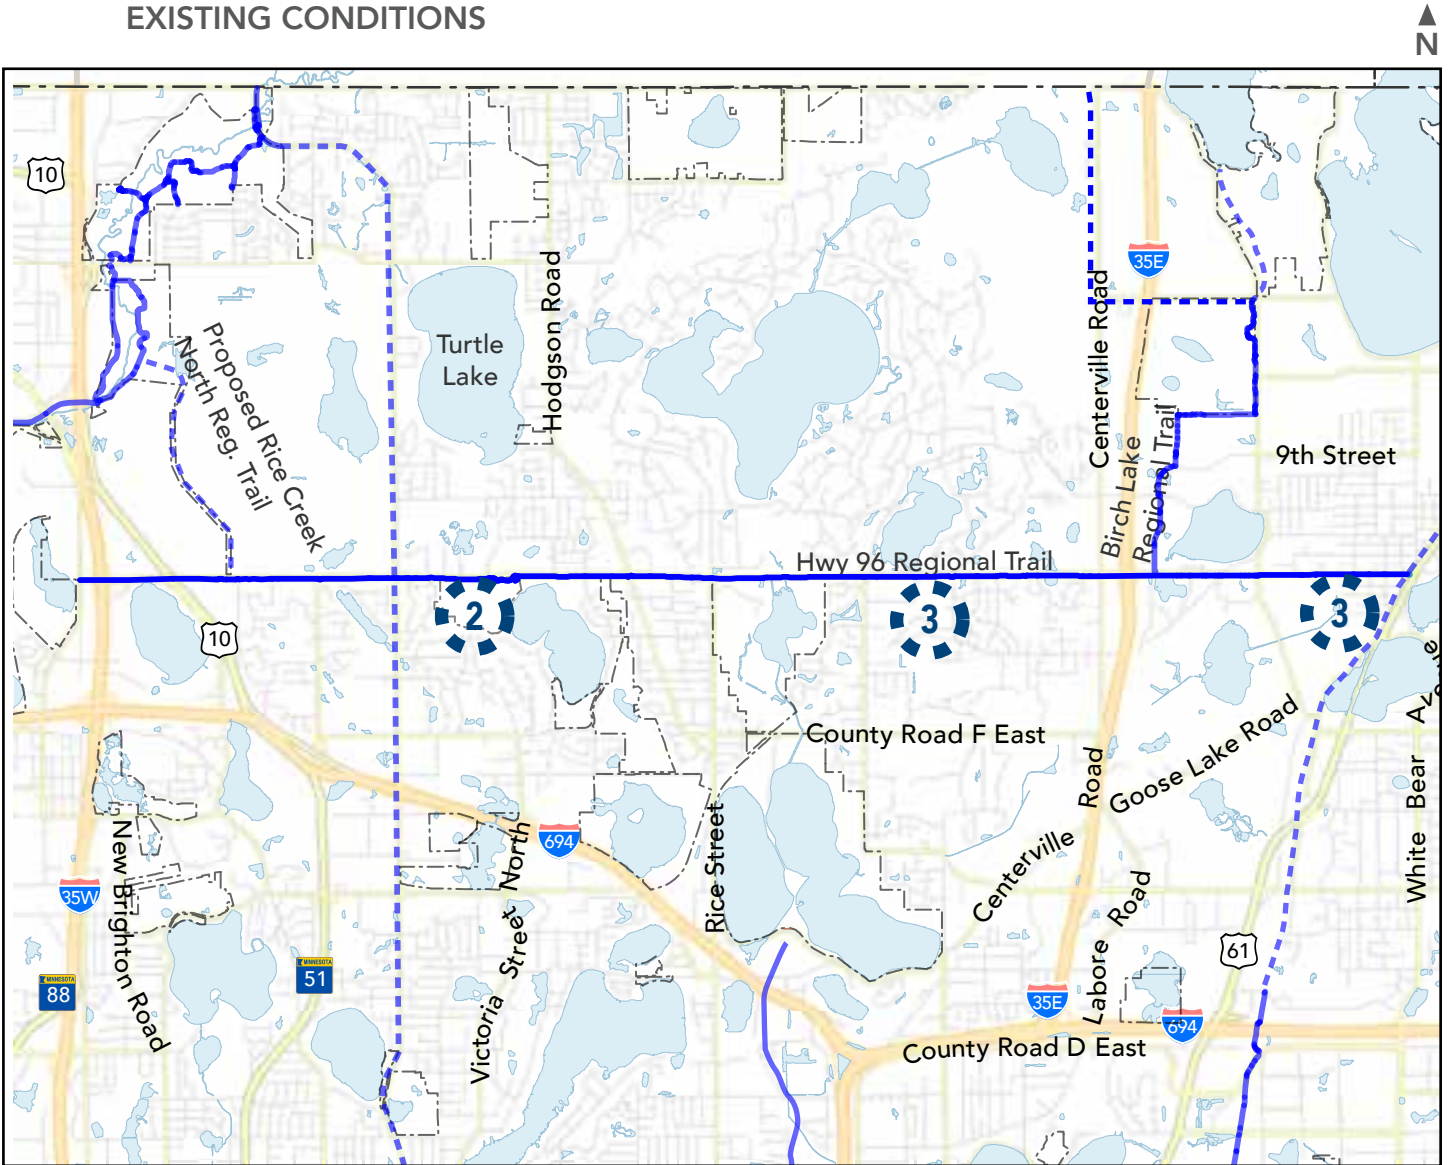 EXISTING CONDITIONS
N
10
35E
Turtle
Lake
Hodgson Road
Centerville Road
Proposed Rice Creek
North Reg. Trail
Birch Lake
Regional Trail
9th Street
Hwy 96 Regional Trail
2
3
3
10
County Road F East
Goose Lake Road
Road
Centerville
White Bear Avenue
694
Rice Street
New Brighton Road
35W
Victoria Street North
Labore Road
61
MINNESOTA
51
MINNESOTA
88
35E
694
County Road D East